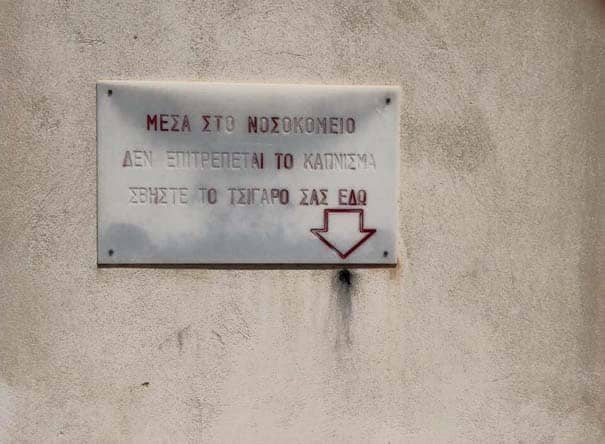 ΜΕΣΑ ΣΤΟ ΝΟΣΟΚΟΜΕΙΟ
ΔΕΝ ΕΠΙΤΡΕΠΕΤΑΙ ΤΟ ΚΑΠΝΙΣΜΑ
ΣΒΗΣΤΕ ΤΟ ΤΣΙΓΑΡΟ ΣΑΣ ΕΔΩ